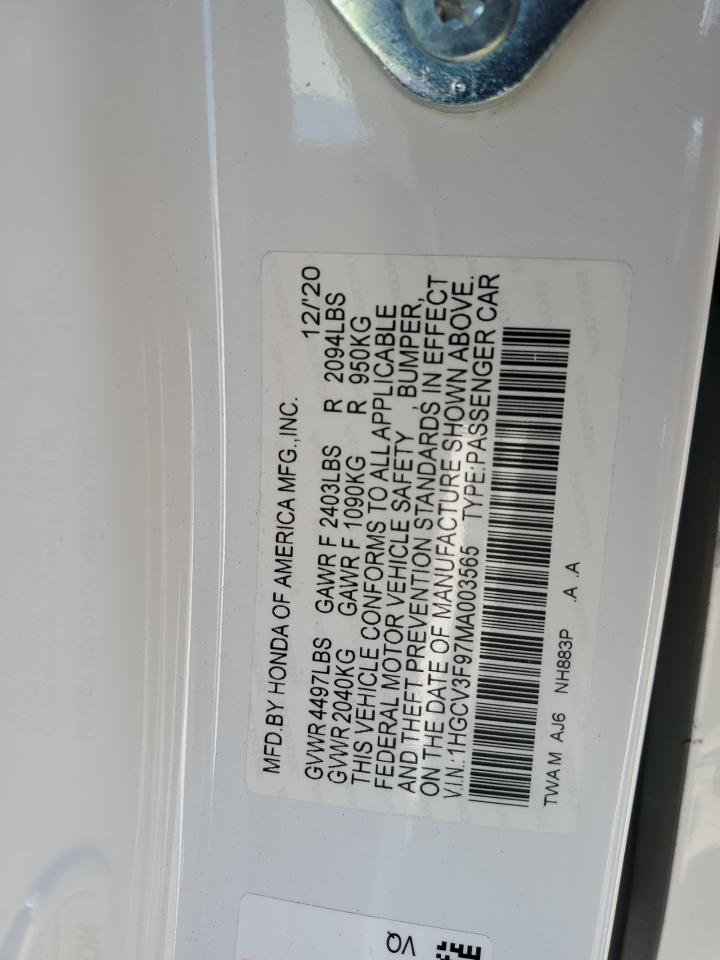 MFD.BY HONDA OF AMERICA MFG.,INC. 12/'20
GVWR 4497LBS GAWR F 2403LBS R 2094LBS
GVWR 2040KG GAWR F 1090KG R 950KG
THIS VEHICLE CONFORMS TO ALL APPLICABLE
FEDERAL MOTOR VEHICLE SAFETY , BUMPER,
AND THEFT PREVENTION STANDARDS, IN EFFECT
ON THE DATE OF MANUFACTURE SHOWN ABOVE.
V.I.N.: 1HGCV3F97MA003565 TYPE:PASSENGER CAR
TWA M AJ6 NH883P .A .A
VQ